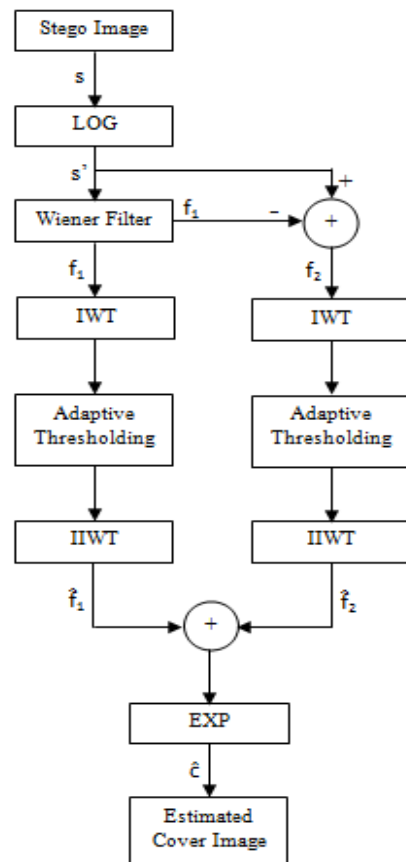 Stego Image
s
LOG
s'
+
Wiener Filter
f₁
-
+
f₁
f₂
IWT
IWT
Adaptive
Thresholding
Adaptive
Thresholding
IIWT
IIWT
f̂₁
f̂₂
+
EXP
ĉ
Estimated
Cover Image